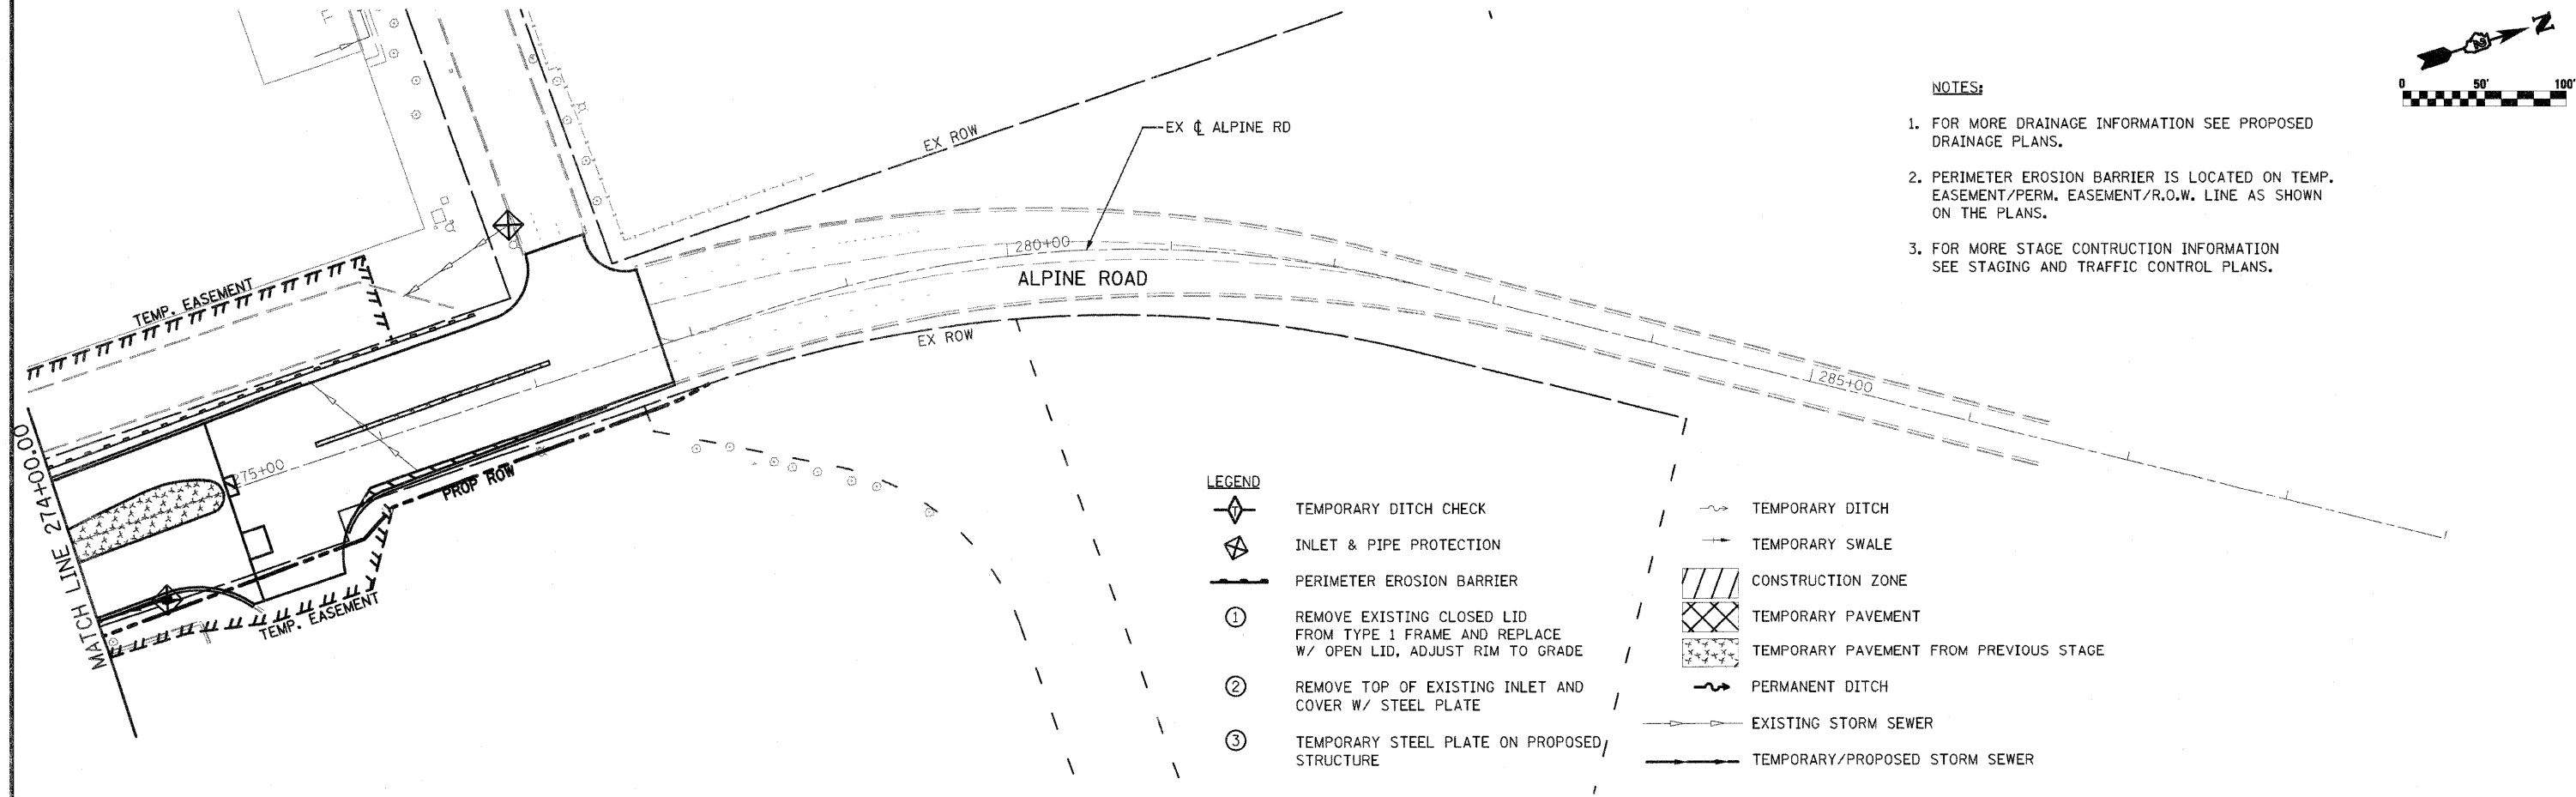 N
0 50' 100'
NOTES:
1. FOR MORE DRAINAGE INFORMATION SEE PROPOSED
DRAINAGE PLANS.
2. PERIMETER EROSION BARRIER IS LOCATED ON TEMP.
EASEMENT/PERM. EASEMENT/R.O.W. LINE AS SHOWN
ON THE PLANS.
3. FOR MORE STAGE CONTRUCTION INFORMATION
SEE STAGING AND TRAFFIC CONTROL PLANS.
EX ROW
EX ℄ ALPINE RD
280+00
ALPINE ROAD
EX ROW
TEMP. EASEMENT
285+00
275+00
PROP ROW
MATCH LINE 274+00.00
TEMP. EASEMENT
LEGEND
T
TEMPORARY DITCH CHECK
INLET & PIPE PROTECTION
PERIMETER EROSION BARRIER
1 REMOVE EXISTING CLOSED LID
FROM TYPE 1 FRAME AND REPLACE
W/ OPEN LID, ADJUST RIM TO GRADE
2 REMOVE TOP OF EXISTING INLET AND
COVER W/ STEEL PLATE
3 TEMPORARY STEEL PLATE ON PROPOSED
STRUCTURE
TEMPORARY DITCH
TEMPORARY SWALE
CONSTRUCTION ZONE
TEMPORARY PAVEMENT
TEMPORARY PAVEMENT FROM PREVIOUS STAGE
PERMANENT DITCH
EXISTING STORM SEWER
TEMPORARY/PROPOSED STORM SEWER